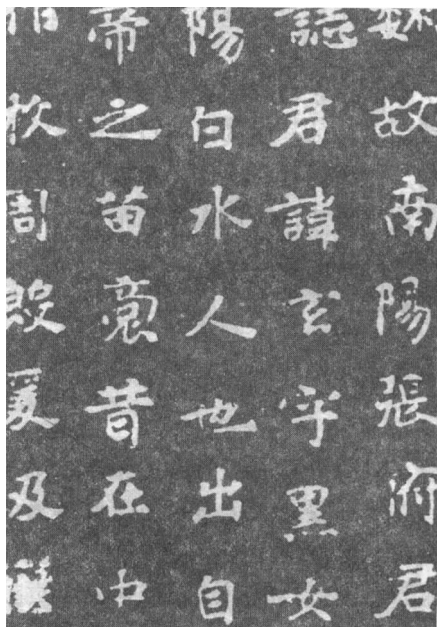 魏故南陽張府君
誌君諱玄字黑女
陽白水人也出自
帝之苗裔昔在中
牧周殷爰及